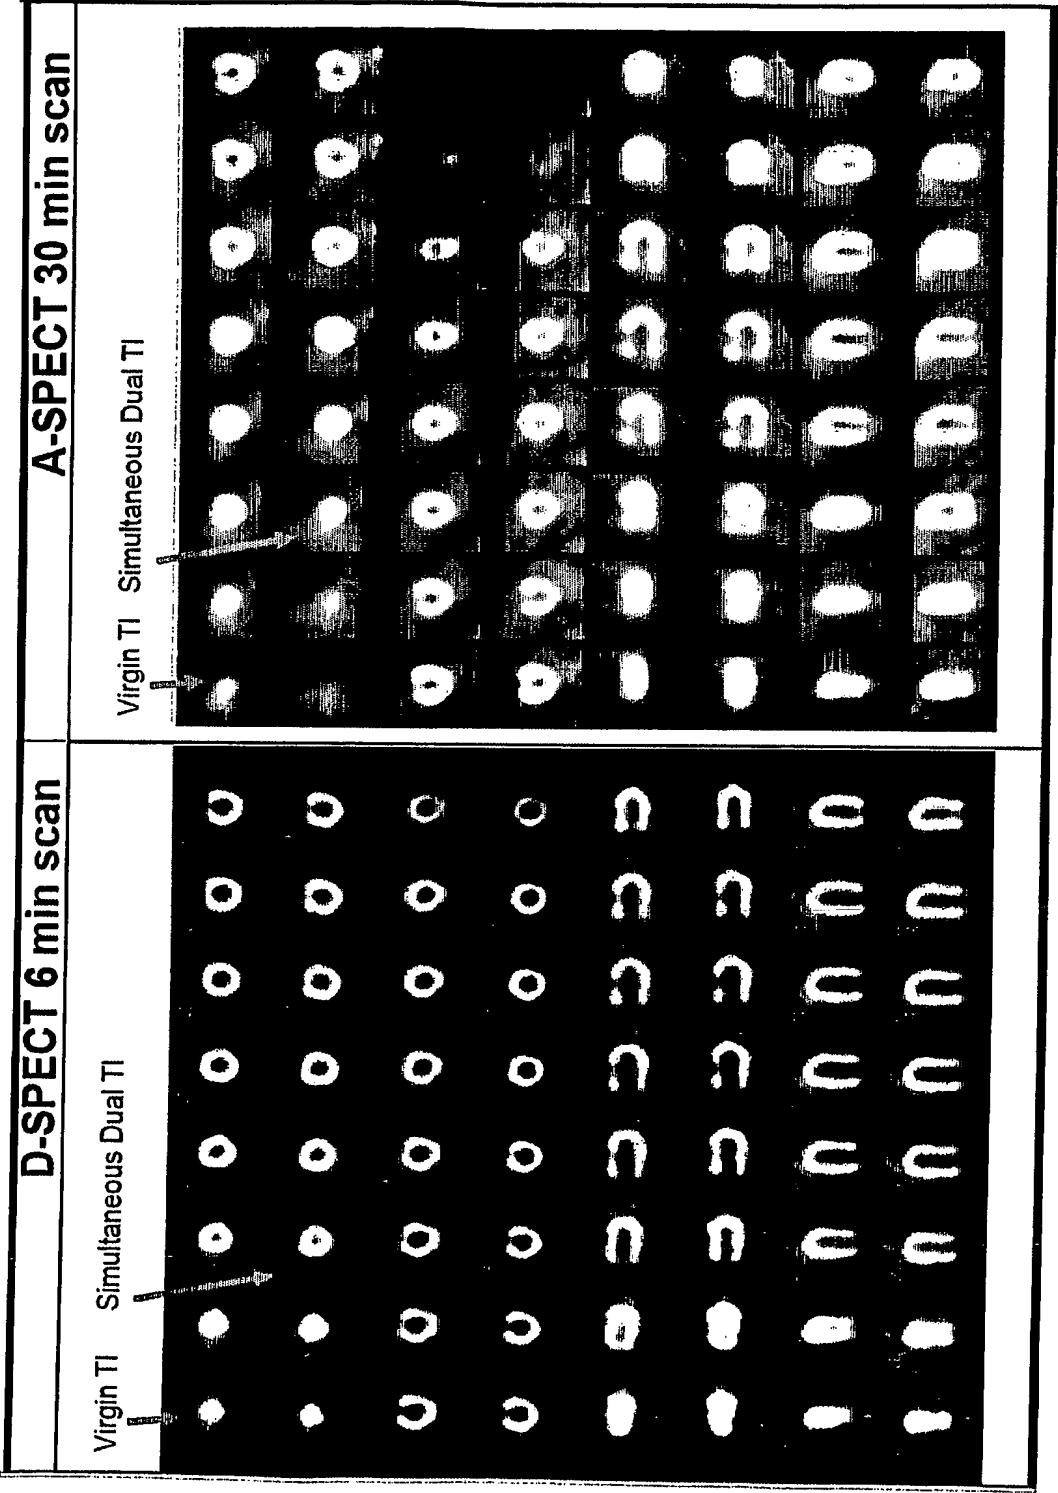 D-SPECT 6 min scan
A-SPECT 30 min scan
Virgin Tl
Simultaneous Dual Tl
Virgin Tl
Simultaneous Dual Tl